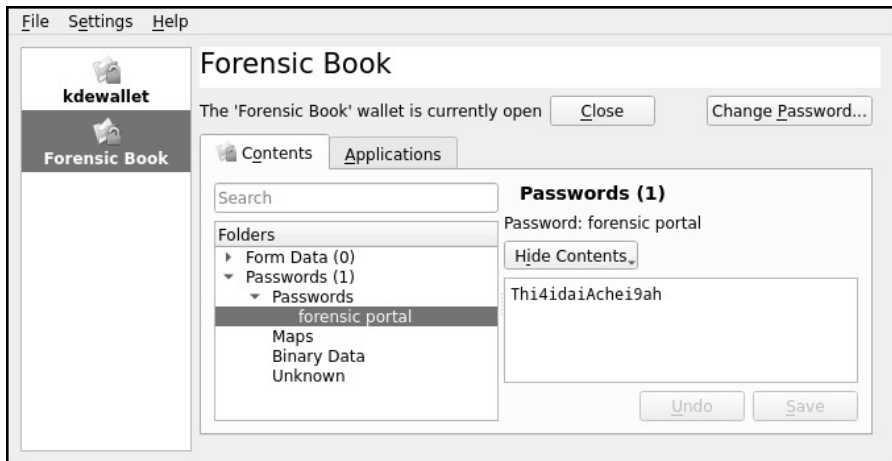 File Settings Help
kdewallet
Forensic Book
Forensic Book
The 'Forensic Book' wallet is currently open Close Change Password...
Contents Applications
Search
Folders
Form Data (0)
Passwords (1)
Passwords
forensic portal
Maps
Binary Data
Unknown
Passwords (1)
Password: forensic portal
Hide Contents
Thi4idaiAchei9ah
Undo Save